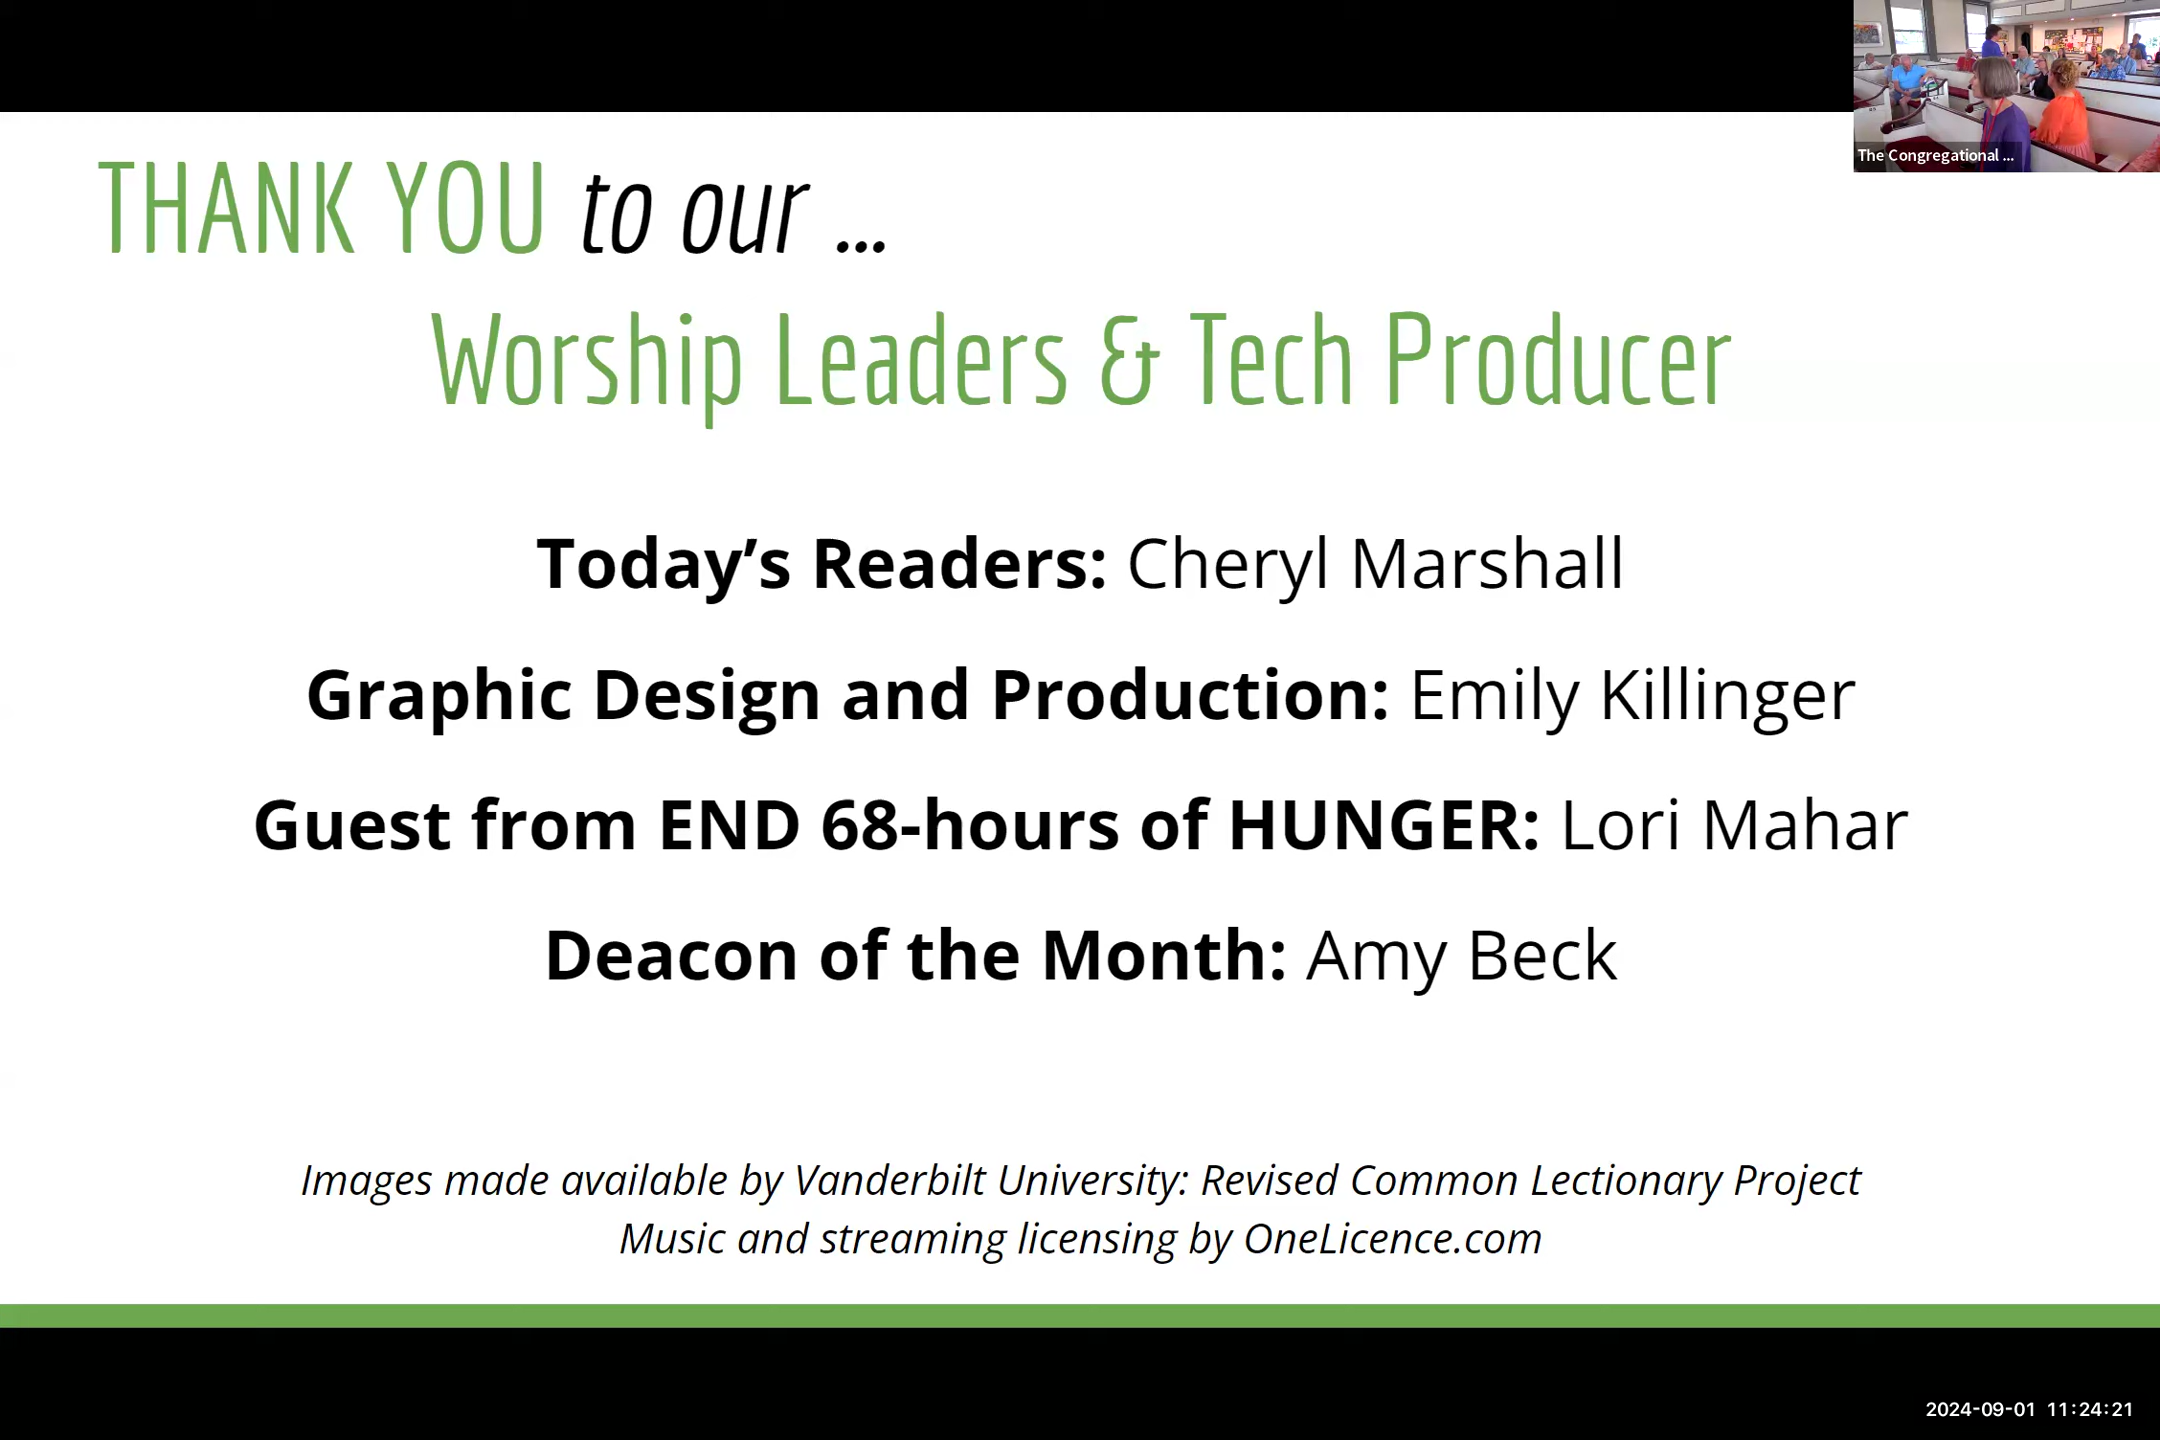 The Congregational ...
THANK YOU to our ...
Worship Leaders & Tech Producer
Today’s Readers: Cheryl Marshall
Graphic Design and Production: Emily Killinger
Guest from END 68-hours of HUNGER: Lori Mahar
Deacon of the Month: Amy Beck
Images made available by Vanderbilt University: Revised Common Lectionary Project
Music and streaming licensing by OneLicence.com
2024-09-01 11:24:21